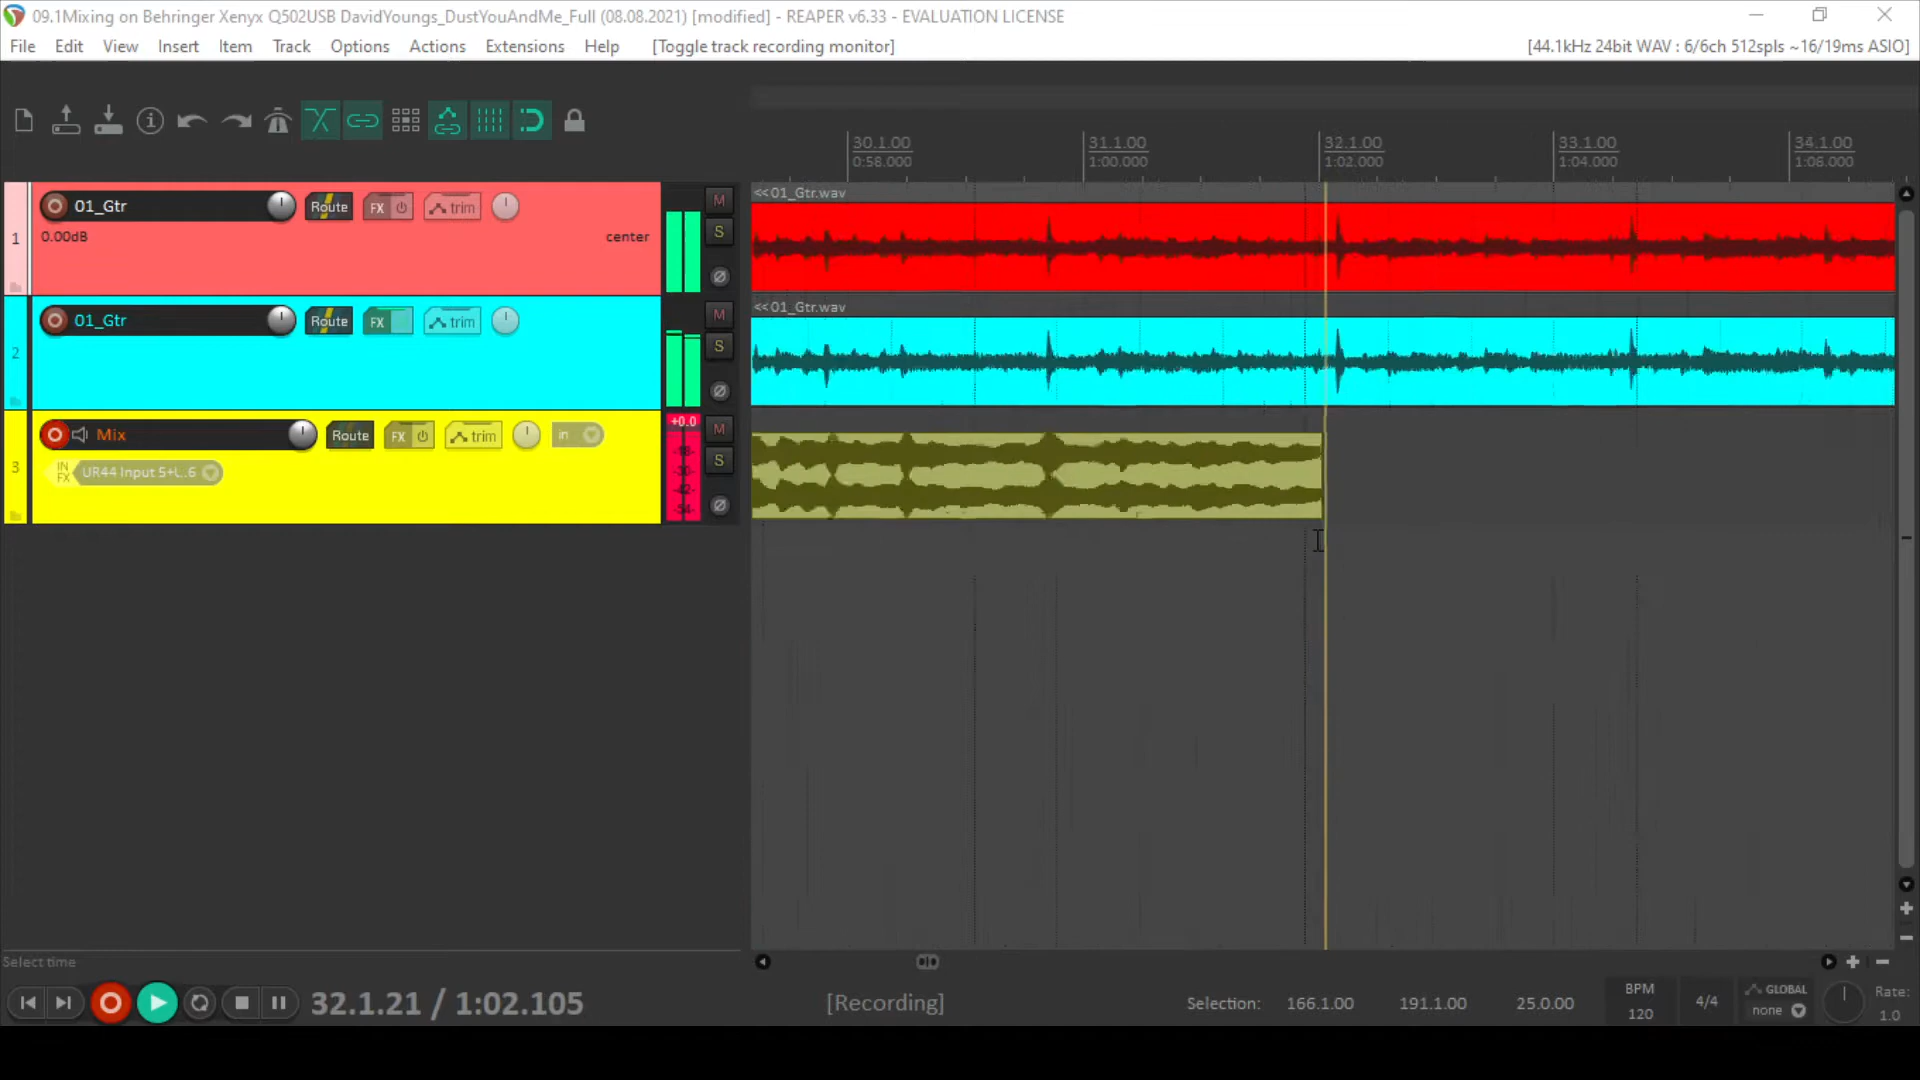 09.1Mixing on Behringer Xenyx Q502USB DavidYoungs_DustYouAndMe_Full (08.08.2021) [modified] - REAPER v6.33 - EVALUATION LICENSE
File Edit View Insert Item Track Options Actions Extensions Help [Toggle track recording monitor] [44.1kHz 24bit WAV : 6/6ch 512spls ~16/19ms ASIO]
30.1.00 31.1.00 32.1.00 33.1.00 34.1.00
0:58.000 1:00.000 1:02.000 1:04.000 1:06.000
1 01_Gtr Route FX trim M <<01_Gtr.wav
0.00dB center S
2 01_Gtr Route FX trim M <<01_Gtr.wav
S
3 Mix Route FX trim in +0.0 M
IN FX UR44 Input 5+L..6 S
-18-
-30-
-42-
-54-
Select time
32.1.21 / 1:02.105 [Recording] Selection: 166.1.00 191.1.00 25.0.00 BPM 120 4/4 GLOBAL none Rate: 1.0